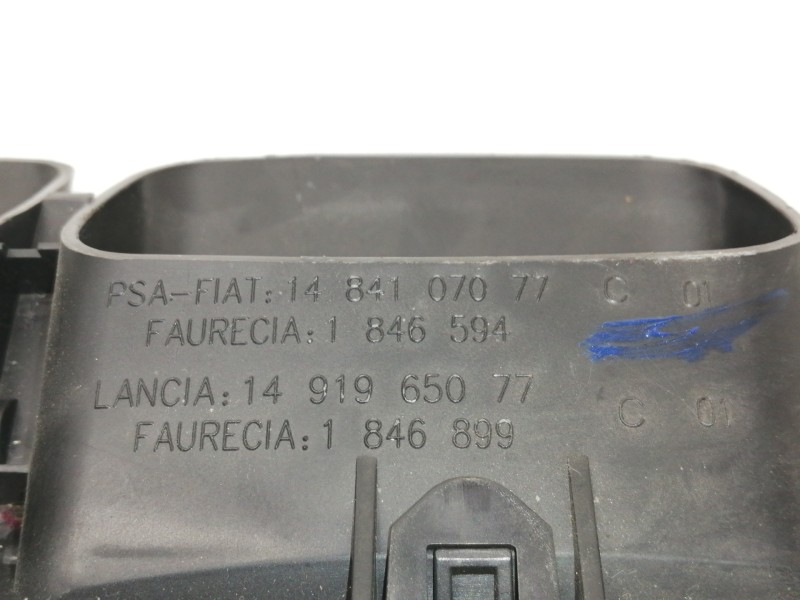 PSA-FIAT: 14 841 070 77 C 01
FAURECIA: 1 846 594
LANCIA: 14 919 650 77 C 01
FAURECIA: 1 846 899